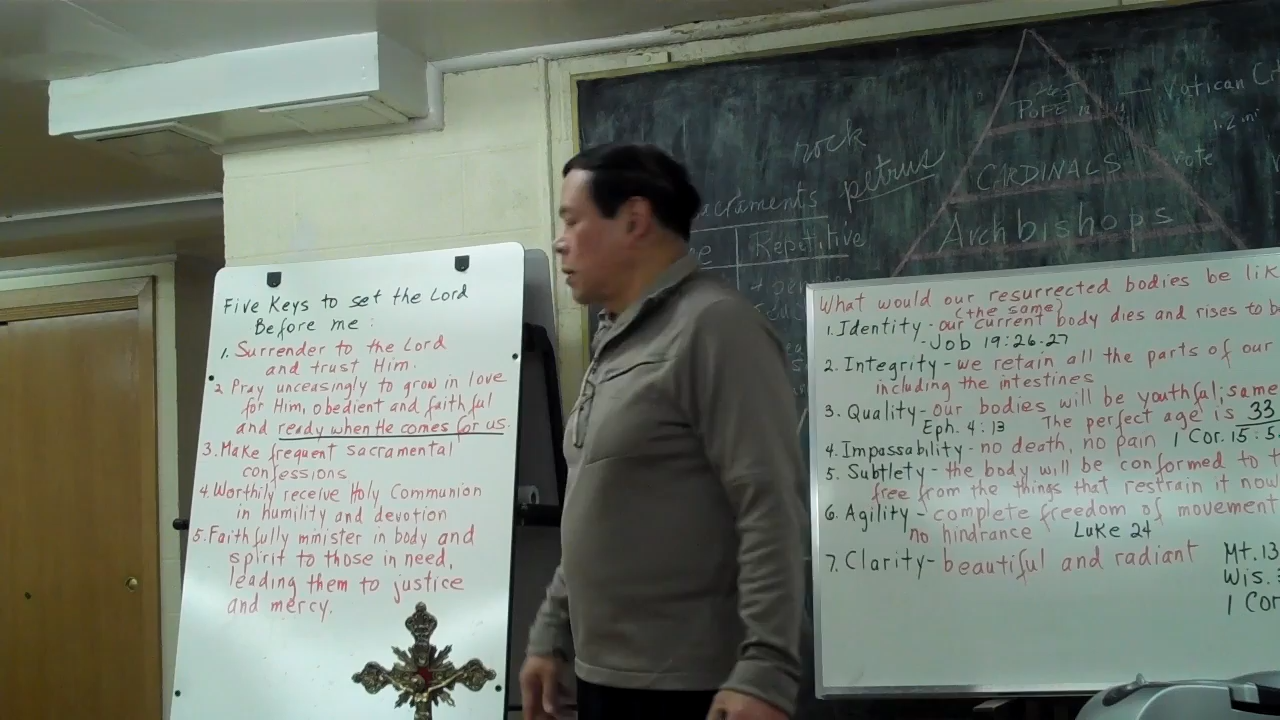 Five Keys to set the Lord
Before me:
1. Surrender to the Lord
and trust Him.
2 Pray unceasingly to grow in love
for Him, obedient and faithful
and ready when He comes for us.
3. Make frequent sacramental
confessions
4. Worthily receive Holy Communion
in humility and devotion
5. Faithfully minister in body and
spirit to those in need,
leading them to justice
and mercy.
rock
petrus
Repetitive
POPE
Vatican
CARDINALS
vote
Archbishops
What would our resurrected bodies be
(the same)
1. Identity - our current body dies and rises to
- Job 19:26-27
2. Integrity - we retain all the parts of our
including the intestines
3. Quality - our bodies will be youthful; same
Eph. 4:13 The perfect age is 33
4. Impassability - no death, no pain 1 Cor. 15:5
5. Subtlety - the body will be conformed to
free from the things that restrain it now
6. Agility - complete freedom of movement
no hindrance Luke 24
7. Clarity - beautiful and radiant
Mt. 13
Wis.
1 Cor